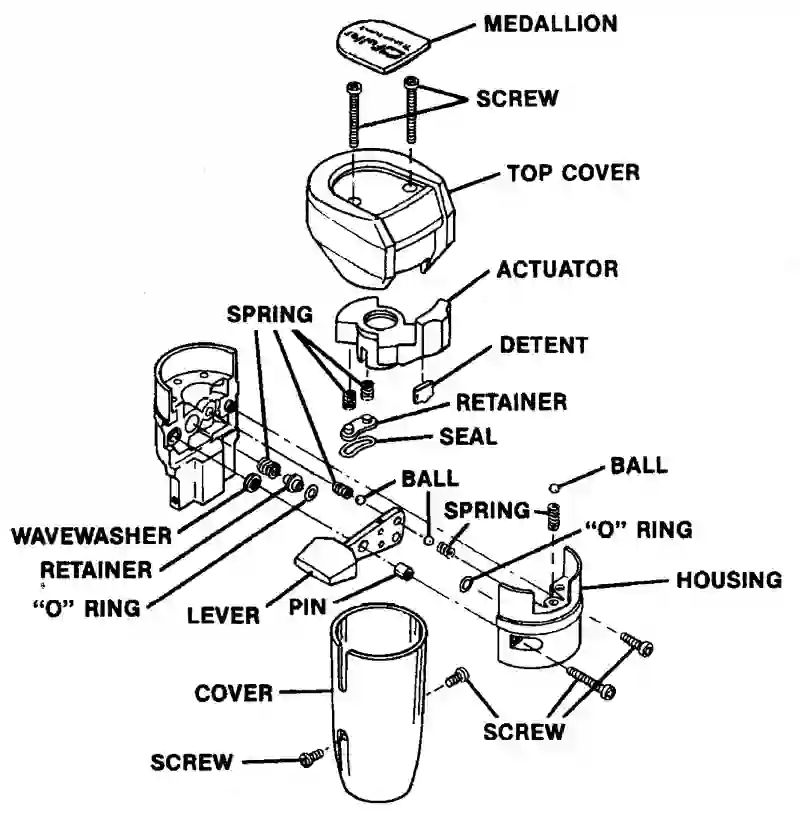 MEDALLION
SCREW
TOP COVER
ACTUATOR
SPRING
DETENT
RETAINER
SEAL
BALL
BALL
SPRING
"O" RING
WAVEWASHER
RETAINER
"O" RING
LEVER
PIN
HOUSING
COVER
SCREW
SCREW